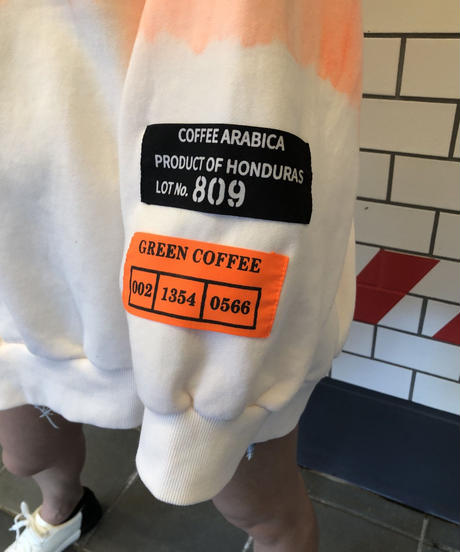 COFFEE ARABICA
PRODUCT OF HONDURAS
LOT No. 809
GREEN COFFEE
002 1354 0566